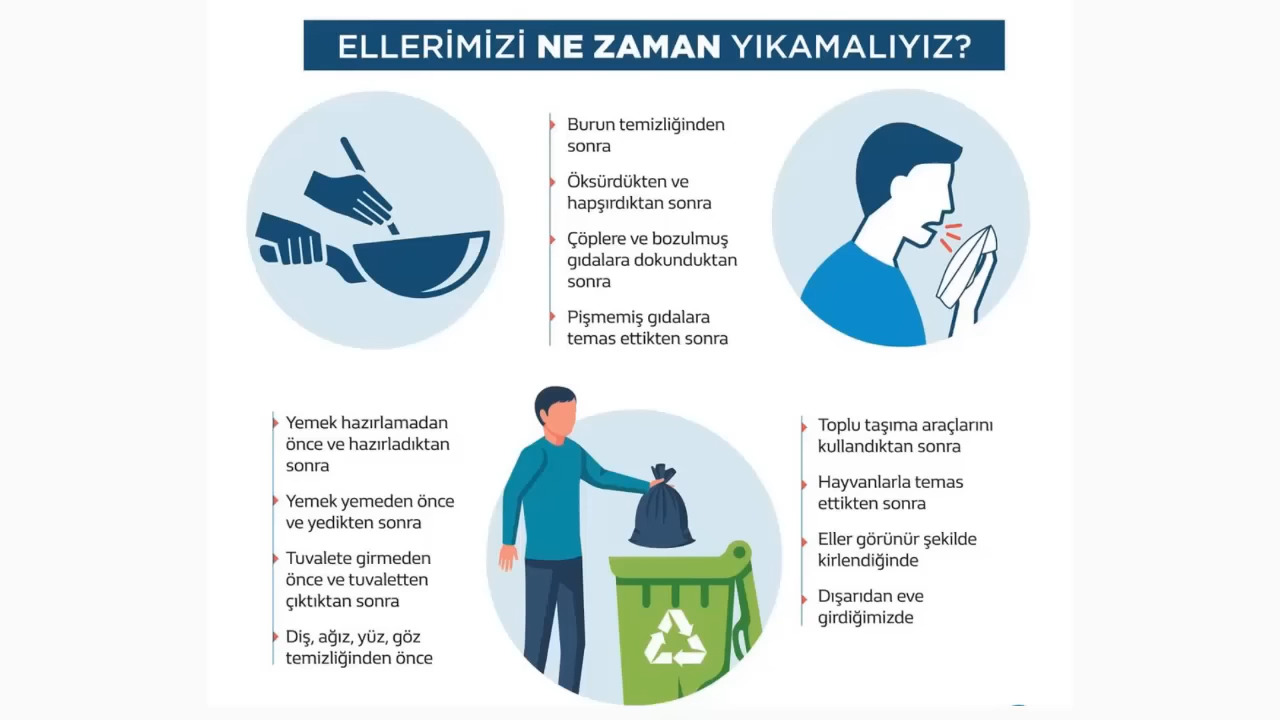 ELLERİMİZİ NE ZAMAN YIKAMALIYIZ?
Burun temizliğinden
sonra
Öksürdükten ve
hapşırdıktan sonra
Çöplere ve bozulmuş
gıdalara dokunduktan
sonra
Pişmemiş gıdalara
temas ettikten sonra
Yemek hazırlamadan
önce ve hazırladıktan
sonra
Yemek yemeden önce
ve yedikten sonra
Tuvalete girmeden
önce ve tuvaletten
çıktıktan sonra
Diş, ağız, yüz, göz
temizliğinden önce
Toplu taşıma araçlarını
kullandıktan sonra
Hayvanlarla temas
ettikten sonra
Eller görünür şekilde
kirlendiğinde
Dışarıdan eve
girdiğimizde